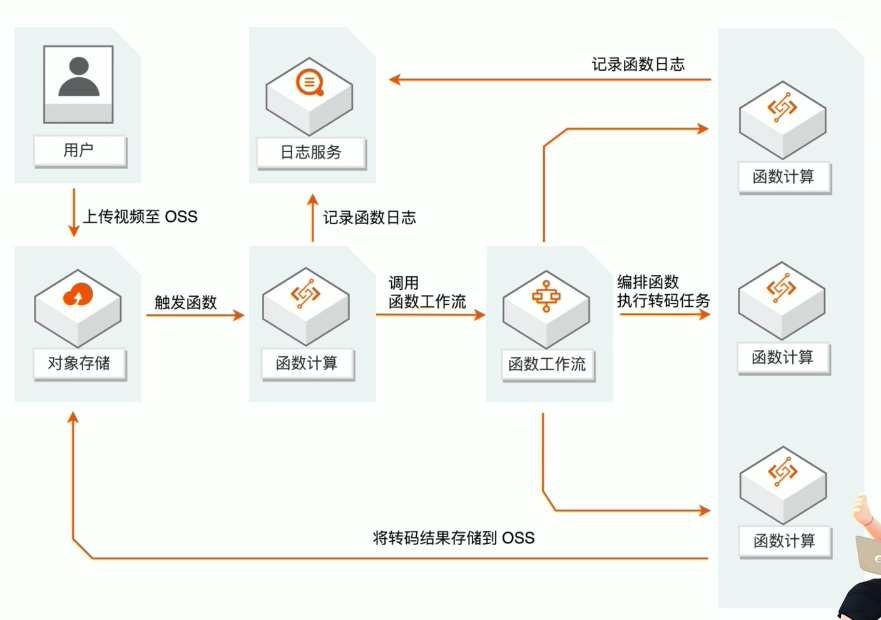 记录函数日志
用户
日志服务
函数计算
上传视频至 OSS
记录函数日志
触发函数
调用
函数工作流
编排函数
执行转码任务
对象存储
函数计算
函数工作流
函数计算
将转码结果存储到 OSS
函数计算